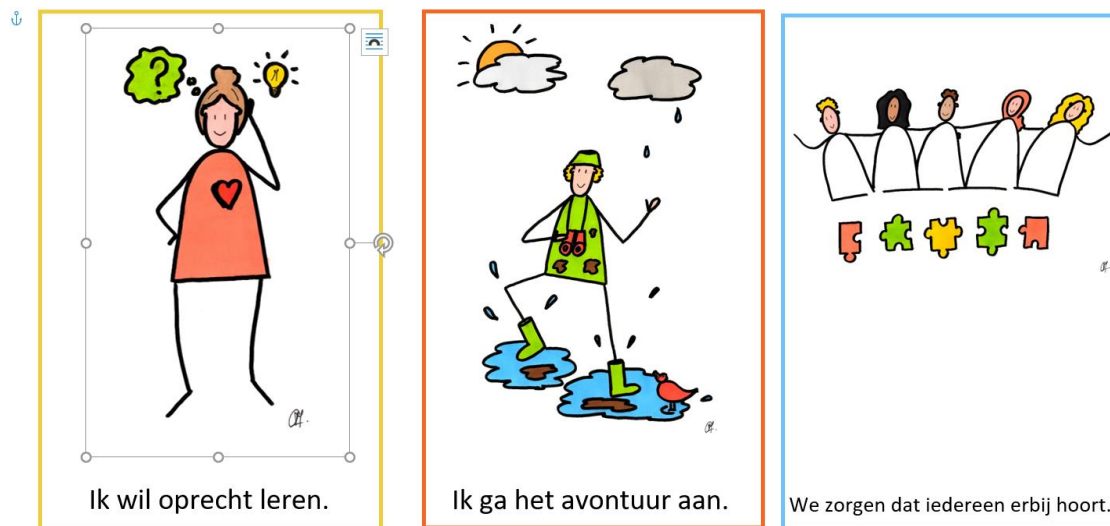 ?
Ik wil oprecht leren.
Ik ga het avontuur aan.
We zorgen dat iedereen erbij hoort.